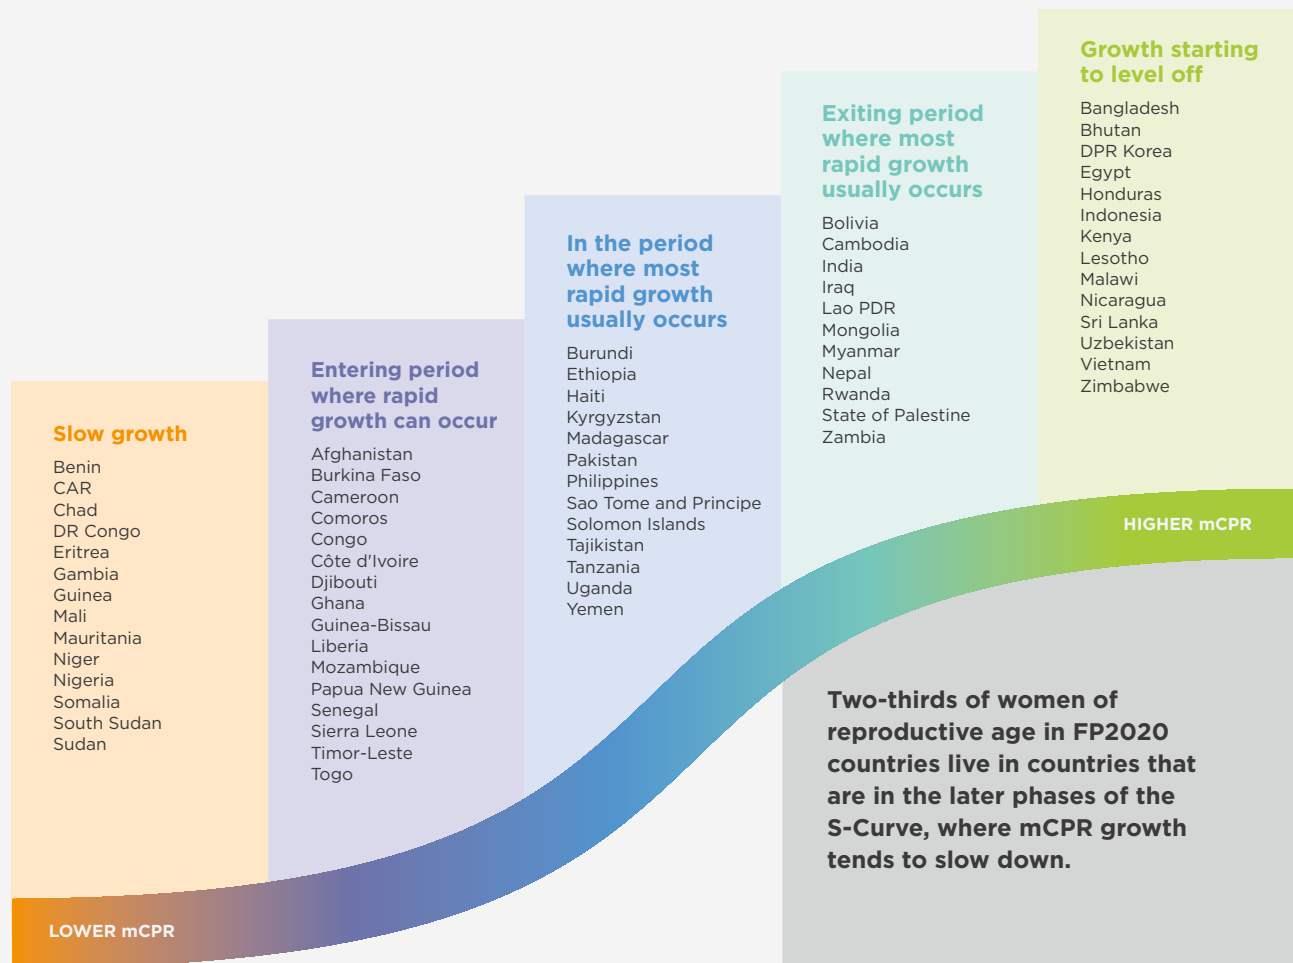 Slow growth
Benin
CAR
Chad
DR Congo
Eritrea
Gambia
Guinea
Mali
Mauritania
Niger
Nigeria
Somalia
South Sudan
Sudan
Entering period
where rapid
growth can occur
Afghanistan
Burkina Faso
Cameroon
Comoros
Congo
Côte d'Ivoire
Djibouti
Ghana
Guinea-Bissau
Liberia
Mozambique
Papua New Guinea
Senegal
Sierra Leone
Timor-Leste
Togo
In the period
where most
rapid growth
usually occurs
Burundi
Ethiopia
Haiti
Kyrgyzstan
Madagascar
Pakistan
Philippines
Sao Tome and Principe
Solomon Islands
Tajikistan
Tanzania
Uganda
Yemen
Exiting period
where most
rapid growth
usually occurs
Bolivia
Cambodia
India
Iraq
Lao PDR
Mongolia
Myanmar
Nepal
Rwanda
State of Palestine
Zambia
Growth starting
to level off
Bangladesh
Bhutan
DPR Korea
Egypt
Honduras
Indonesia
Kenya
Lesotho
Malawi
Nicaragua
Sri Lanka
Uzbekistan
Vietnam
Zimbabwe
LOWER mCPR
HIGHER mCPR
Two-thirds of women of
reproductive age in FP2020
countries live in countries that
are in the later phases of the
S-Curve, where mCPR growth
tends to slow down.